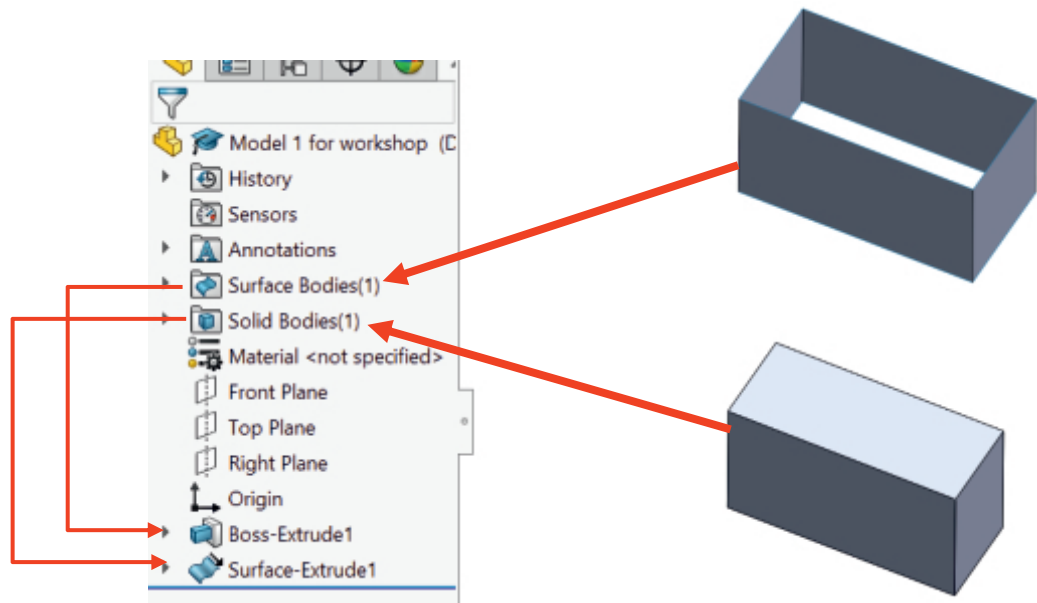 Model 1 for workshop (D
History
Sensors
Annotations
Surface Bodies(1)
Solid Bodies(1)
Material <not specified>
Front Plane
Top Plane
Right Plane
Origin
Boss-Extrude1
Surface-Extrude1